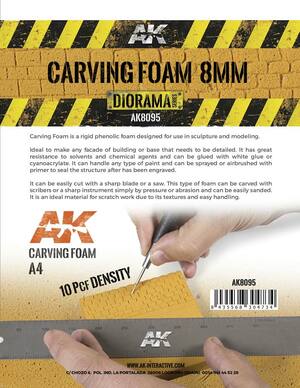 AK
CARVING FOAM 8MM
DIORAMA SERIES
AK8095
Carving Foam is a rigid phenolic foam designed for use in sculpture and modeling.
Ideal to make any facade of building or base that needs to be detailed. It has great
resistance to solvents and chemical agents and can be glued with white glue or
cyanoacrylate. It can handle any type of paint and can be sprayed or airbrushed with
primer to seal the structure after has been engraved.
It can be easily cut with a sharp blade or a saw. This type of foam can be carved with
scribers or a sharp instrument simply by pressure or abrasion and can be easily sanded.
It is an ideal material for scratch work due to its textures and easy handling.
AK
CARVING FOAM
A4
10 PCF DENSITY
AK8095
8 435568 304734
WWW.AK-INTERACTIVE.COM